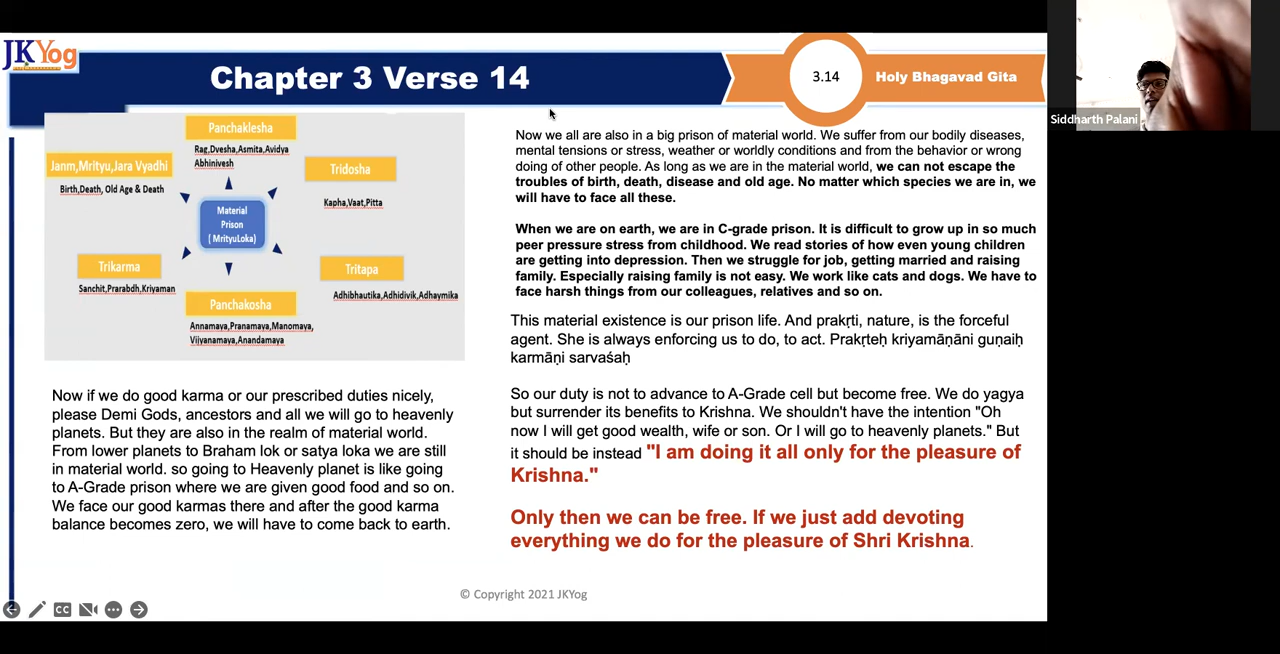 JKYog
Chapter 3 Verse 14
3.14
Holy Bhagavad Gita
Siddharth Palani
Panchaklesha
Rag,Dvesha,Asmita,Avidya
Abhinivesh
Janm,Mrityu,Jara Vyadhi
Birth,Death, Old Age & Death
Tridosha
Kapha,Vaat,Pitta
Material
Prison
( MrityuLoka)
Trikarma
Sanchit,Prarabdh,Kriyaman
Tritapa
Adhibhautika,Adhidivik,Adhaymika
Panchakosha
Annamaya,Pranamaya,Manomaya,
Vijyanamaya,Anandamaya
Now if we do good karma or our prescribed duties nicely,
please Demi Gods, ancestors and all we will go to heavenly
planets. But they are also in the realm of material world.
From lower planets to Braham lok or satya loka we are still
in material world. so going to Heavenly planet is like going
to A-Grade prison where we are given good food and so on.
We face our good karmas there and after the good karma
balance becomes zero, we will have to come back to earth.
Now we all are also in a big prison of material world. We suffer from our bodily diseases,
mental tensions or stress, weather or worldly conditions and from the behavior or wrong
doing of other people. As long as we are in the material world, we can not escape the
troubles of birth, death, disease and old age. No matter which species we are in, we
will have to face all these.
When we are on earth, we are in C-grade prison. It is difficult to grow up in so much
peer pressure stress from childhood. We read stories of how even young children
are getting into depression. Then we struggle for job, getting married and raising
family. Especially raising family is not easy. We work like cats and dogs. We have to
face harsh things from our colleagues, relatives and so on.
This material existence is our prison life. And prakṛti, nature, is the forceful
agent. She is always enforcing us to do, to act. Prakṛteḥ kriyamāṇāni guṇaiḥ
karmāṇi sarvaśaḥ
So our duty is not to advance to A-Grade cell but become free. We do yagya
but surrender its benefits to Krishna. We shouldn't have the intention "Oh
now I will get good wealth, wife or son. Or I will go to heavenly planets." But
it should be instead "I am doing it all only for the pleasure of
Krishna."
Only then we can be free. If we just add devoting
everything we do for the pleasure of Shri Krishna.
© Copyright 2021 JKYog
CC